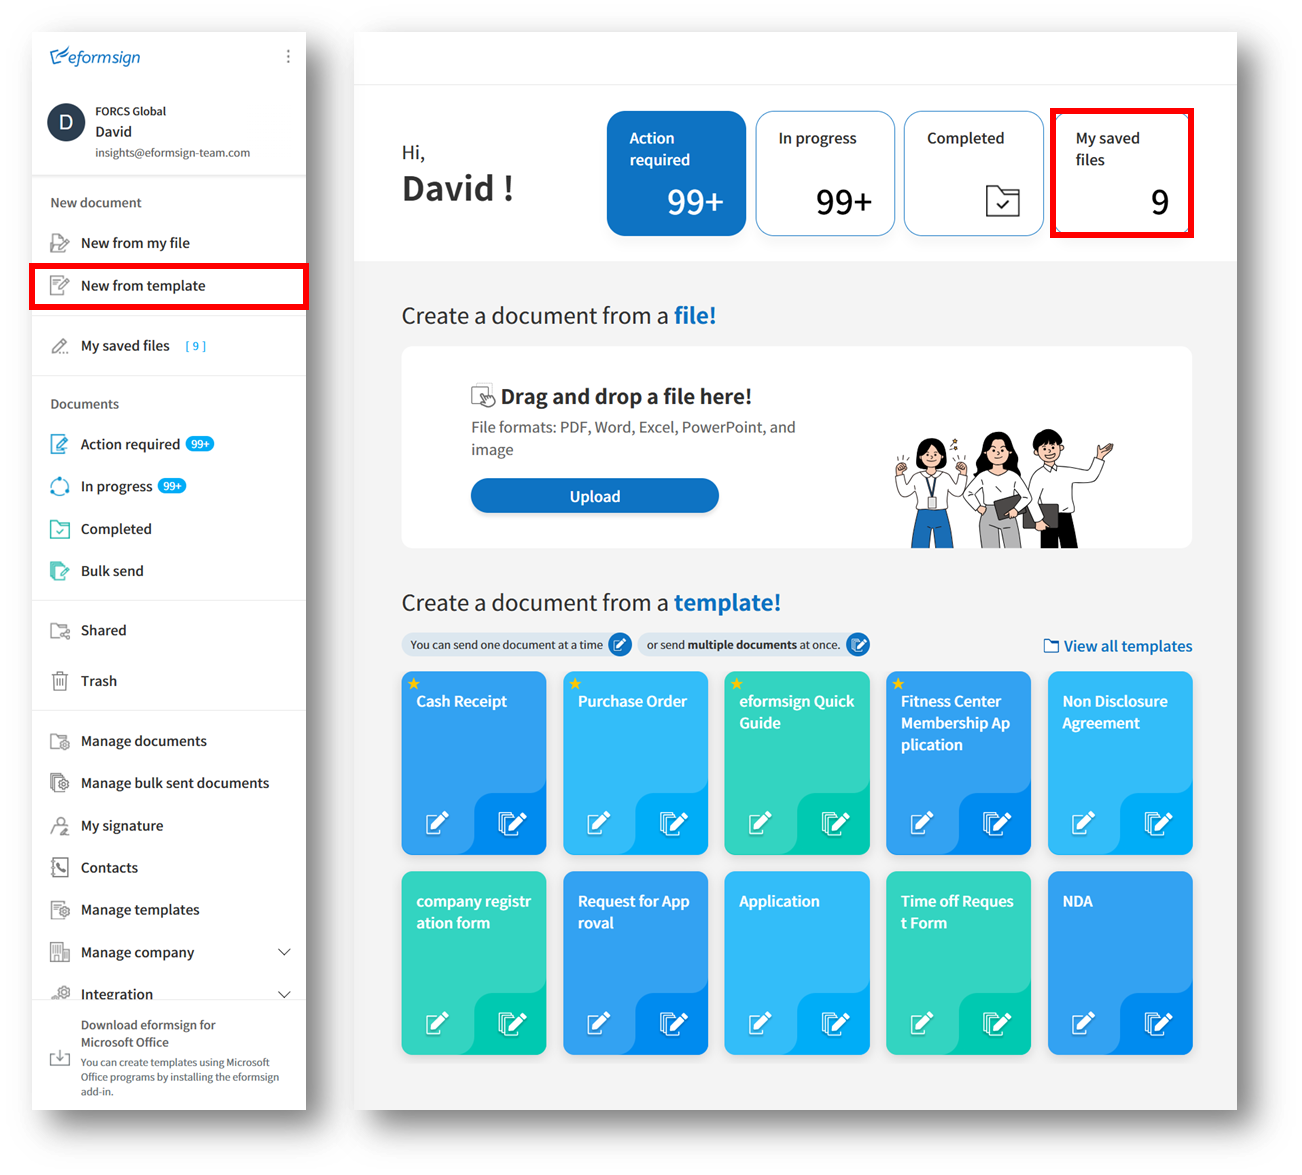 eformsign
D
FORCS Global
David
insights@eformsign-team.com
New document
New from my file
New from template
My saved files [ 9 ]
Documents
Action required 99+
In progress 99+
Completed
Bulk send
Shared
Trash
Manage documents
Manage bulk sent documents
My signature
Contacts
Manage templates
Manage company
Integration
Download eformsign for
Microsoft Office
You can create templates using Microsoft
Office programs by installing the eformsign
add-in.
Hi,
David !
Action
required
99+
In progress
99+
Completed
My saved
files
9
Create a document from a file!
Drag and drop a file here!
File formats: PDF, Word, Excel, PowerPoint, and
image
Upload
Create a document from a template!
You can send one document at a time
or send multiple documents at once.
View all templates
Cash Receipt
Purchase Order
eformsign Quick
Guide
Fitness Center
Membership Ap
plication
Non Disclosure
Agreement
company registr
ation form
Request for App
roval
Application
Time off Reques
t Form
NDA